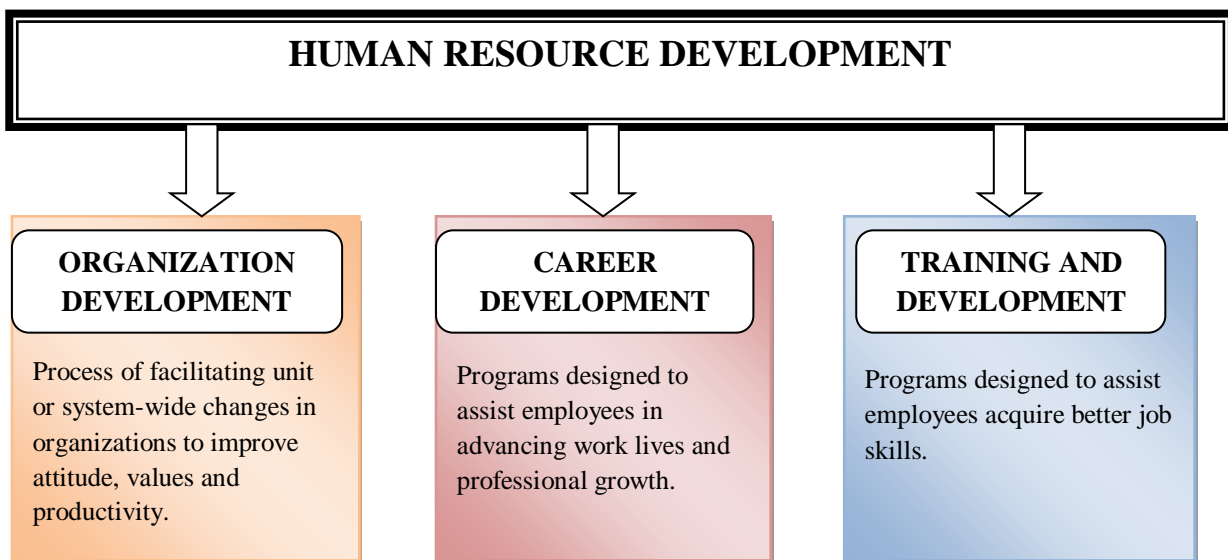 HUMAN RESOURCE DEVELOPMENT
ORGANIZATION
DEVELOPMENT
Process of facilitating unit
or system-wide changes in
organizations to improve
attitude, values and
productivity.
CAREER
DEVELOPMENT
Programs designed to
assist employees in
advancing work lives and
professional growth.
TRAINING AND
DEVELOPMENT
Programs designed to assist
employees acquire better job
skills.